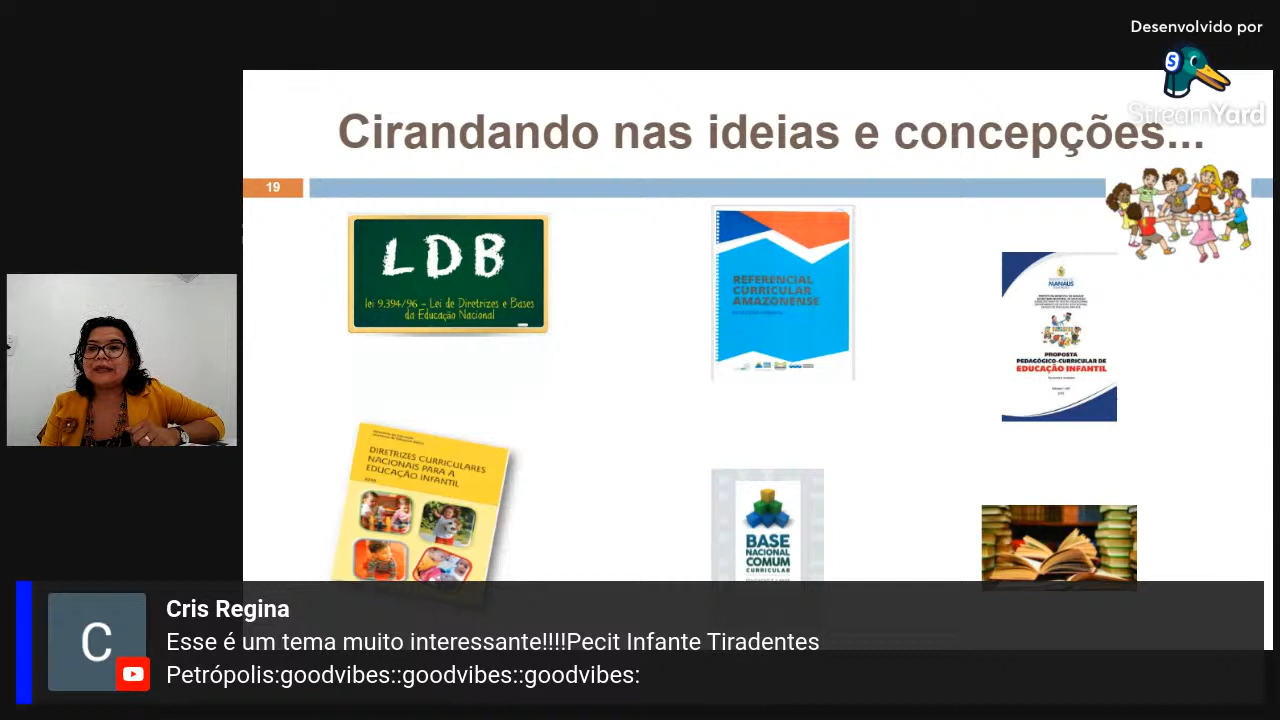 Desenvolvido por
StreamYard
Cirandando nas ideias e concepções...
19
LDB
lei 9.394/96 – Lei de Diretrizes e Bases
da Educação Nacional
REFERENCIAL
CURRICULAR
AMAZONENSE
MANAUS
PROPOSTA
PEDAGÓGICO-CURRICULAR DE
EDUCAÇÃO INFANTIL
DIRETRIZES CURRICULARES
NACIONAIS PARA A
EDUCAÇÃO INFANTIL
BASE
NACIONAL
COMUM
CURRICULAR
C
Cris Regina
Esse é um tema muito interessante!!!!Pecit Infante Tiradentes
Petrópolis:goodvibes::goodvibes::goodvibes: